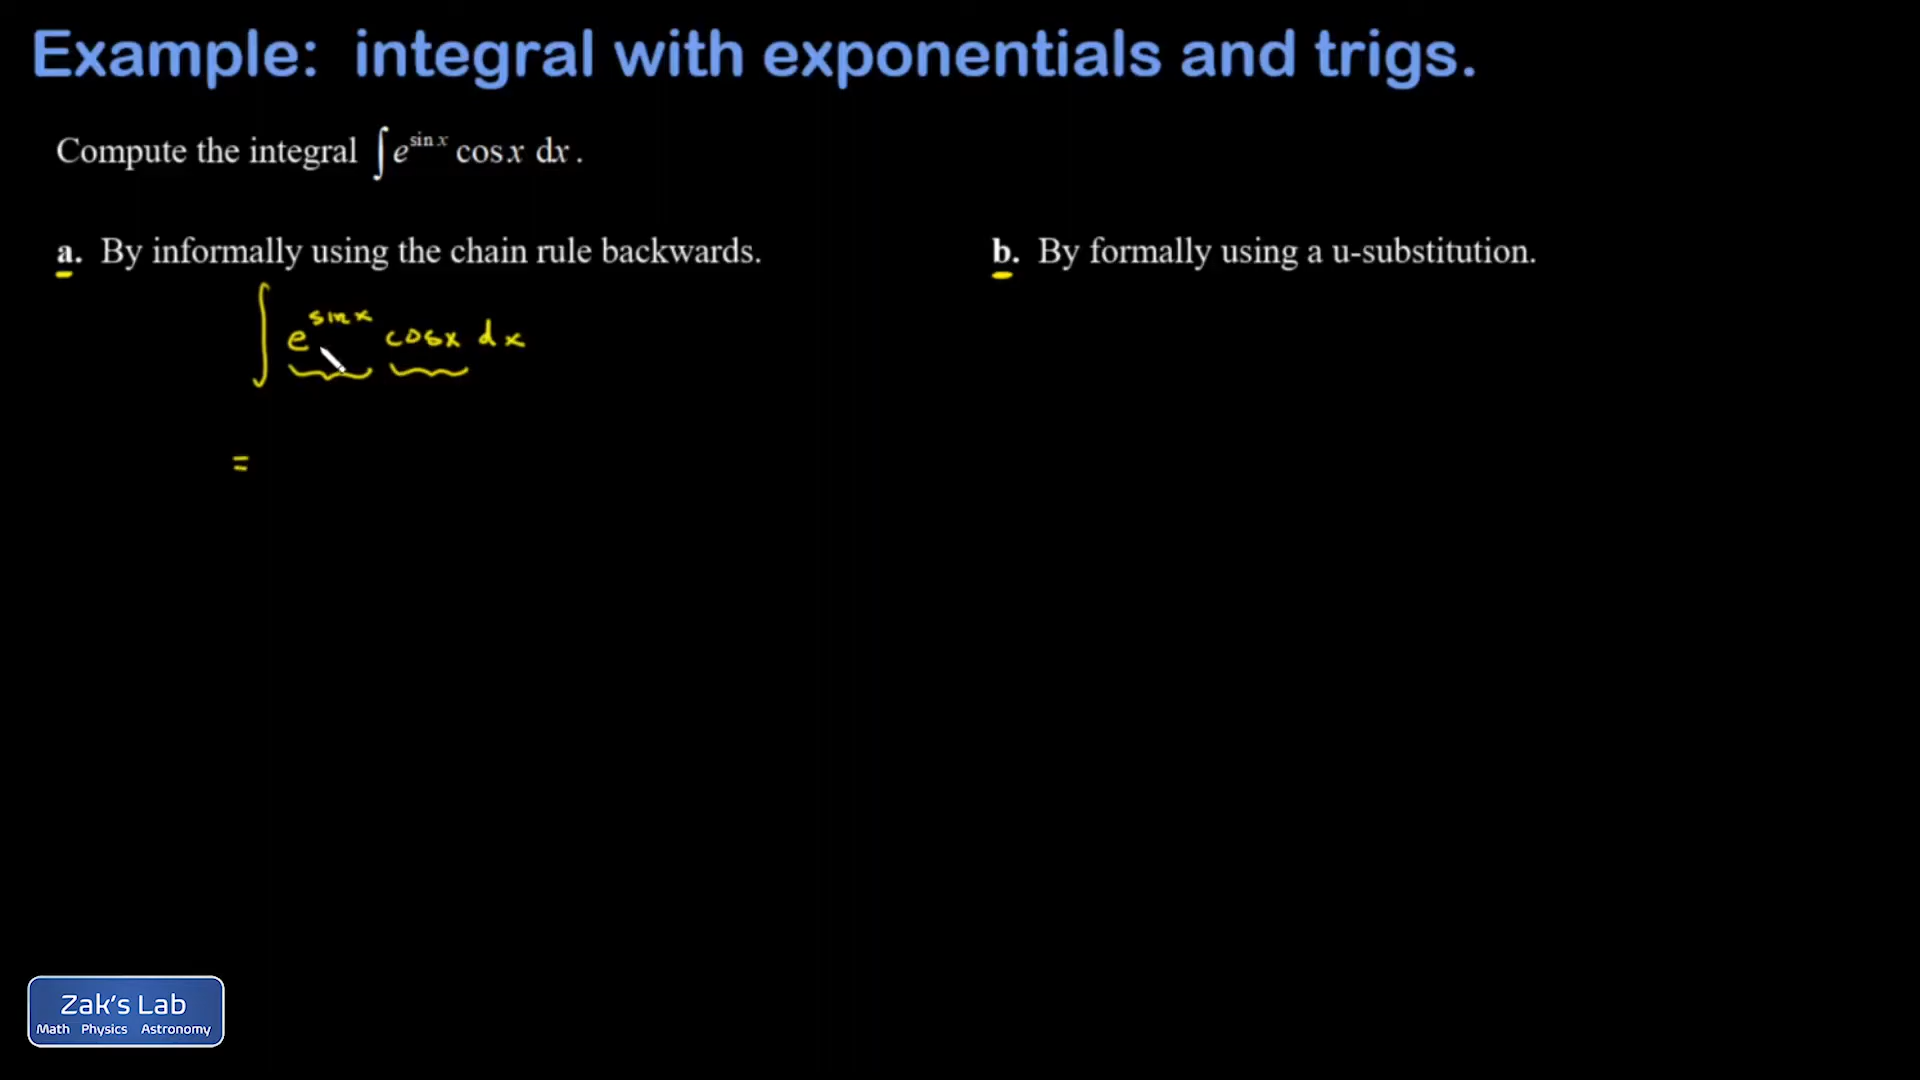 Example: integral with exponentials and trigs.
Compute the integral ∫e^{sin x} cos x dx.
a. By informally using the chain rule backwards.
b. By formally using a u-substitution.
∫ e^{sin x} cos x dx
=
Zak's Lab
Math Physics Astronomy